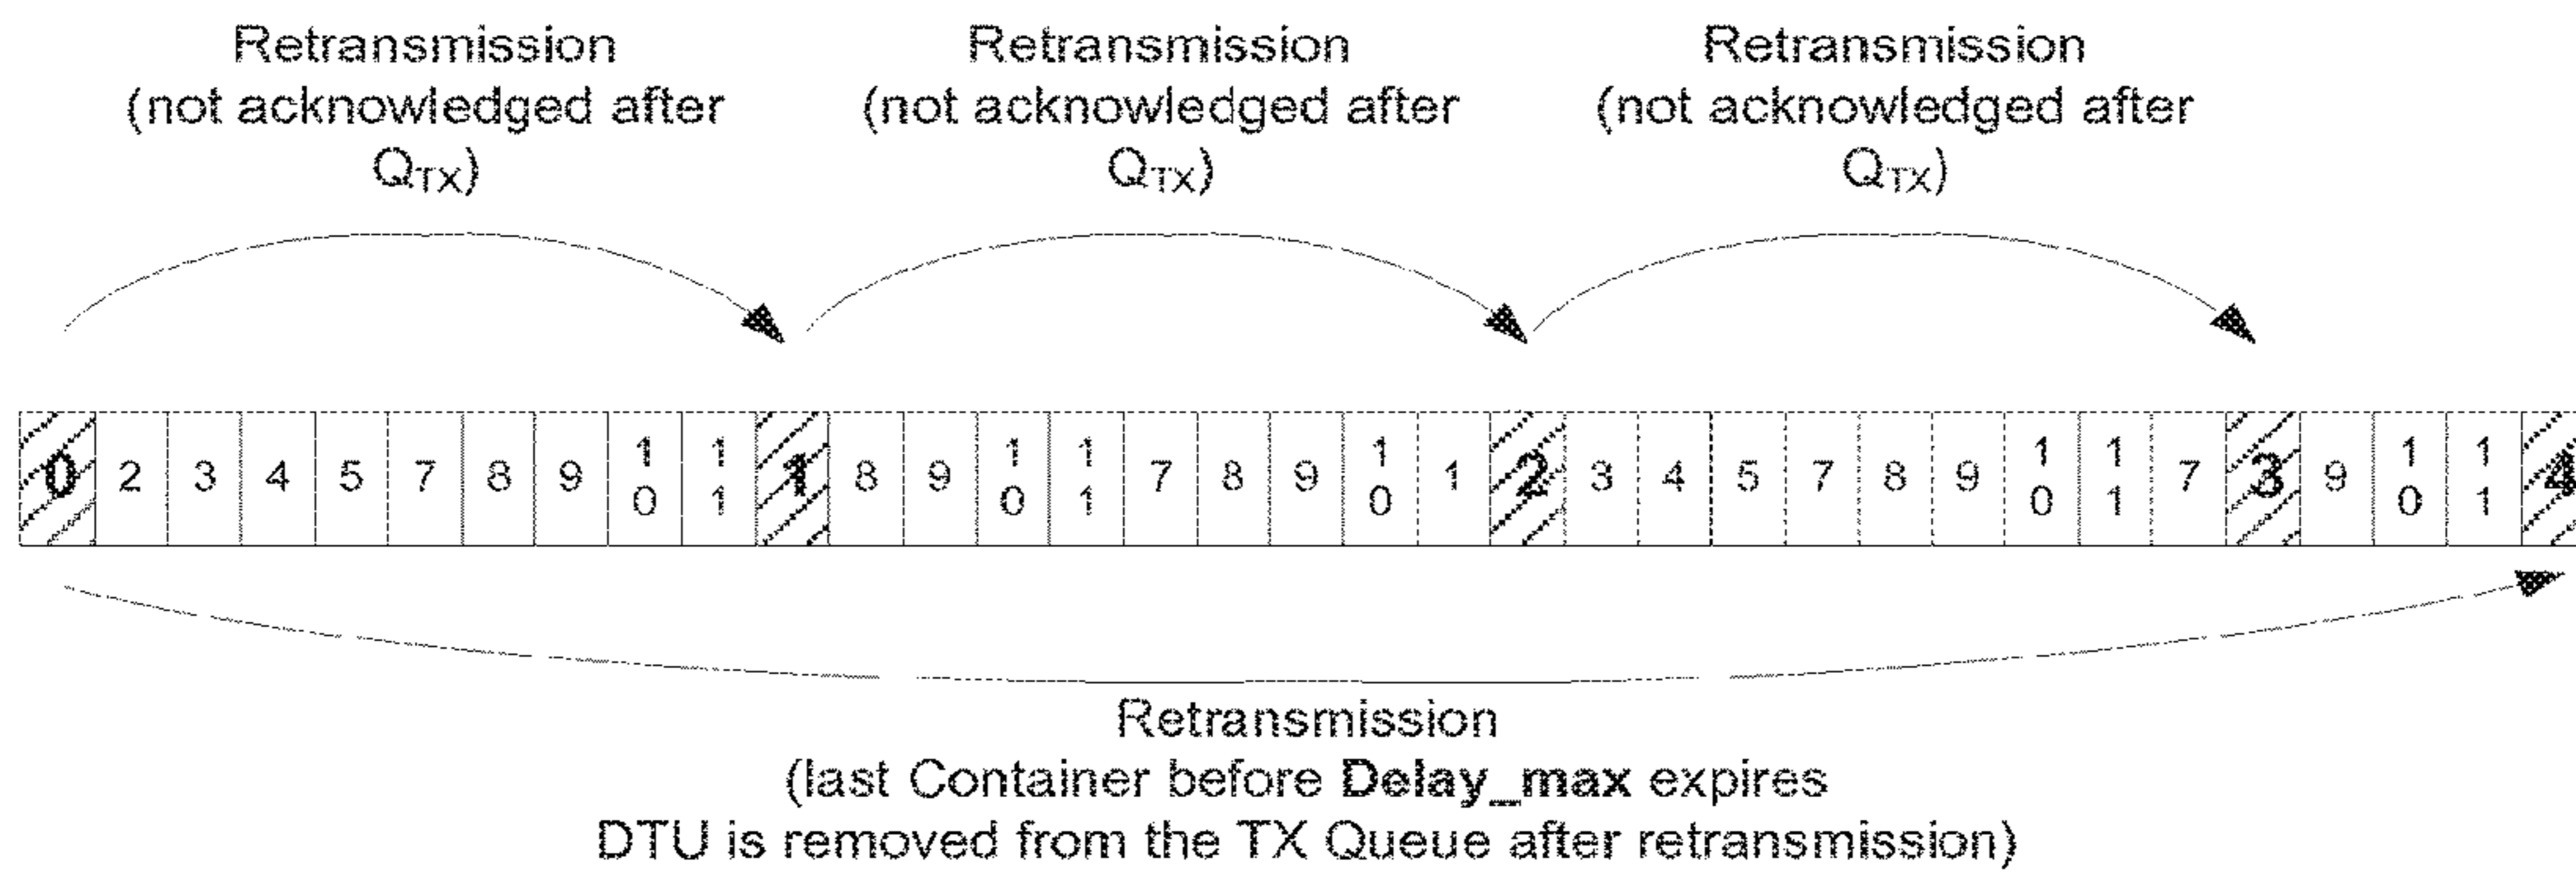 Retransmission
(not acknowledged after
QTX)
Retransmission
(not acknowledged after
QTX)
Retransmission
(not acknowledged after
QTX)
0 2 3 4 5 7 8 9 10 11 1 8 9 10 11 7 8 9 10 1 2 3 4 5 7 8 9 10 11 7 3 9 10 11 4
Retransmission
(last Container before Delay_max expires
DTU is removed from the TX Queue after retransmission)